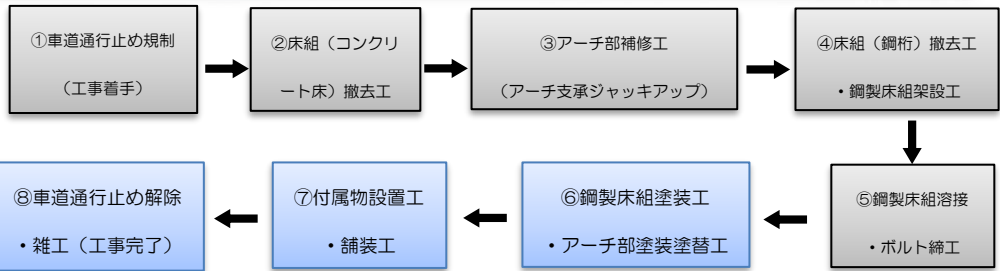 ①車道通行止め規制
（工事着手）
②床組（コンクリ
ート床）撤去工
③アーチ部補修工
（アーチ支承ジャッキアップ）
④床組（鋼桁）撤去工
・鋼製床組架設工
⑤鋼製床組溶接
・ボルト締工
⑥鋼製床組塗装工
・アーチ部塗装塗替工
⑦付属物設置工
・舗装工
⑧車道通行止め解除
・雑工（工事完了）